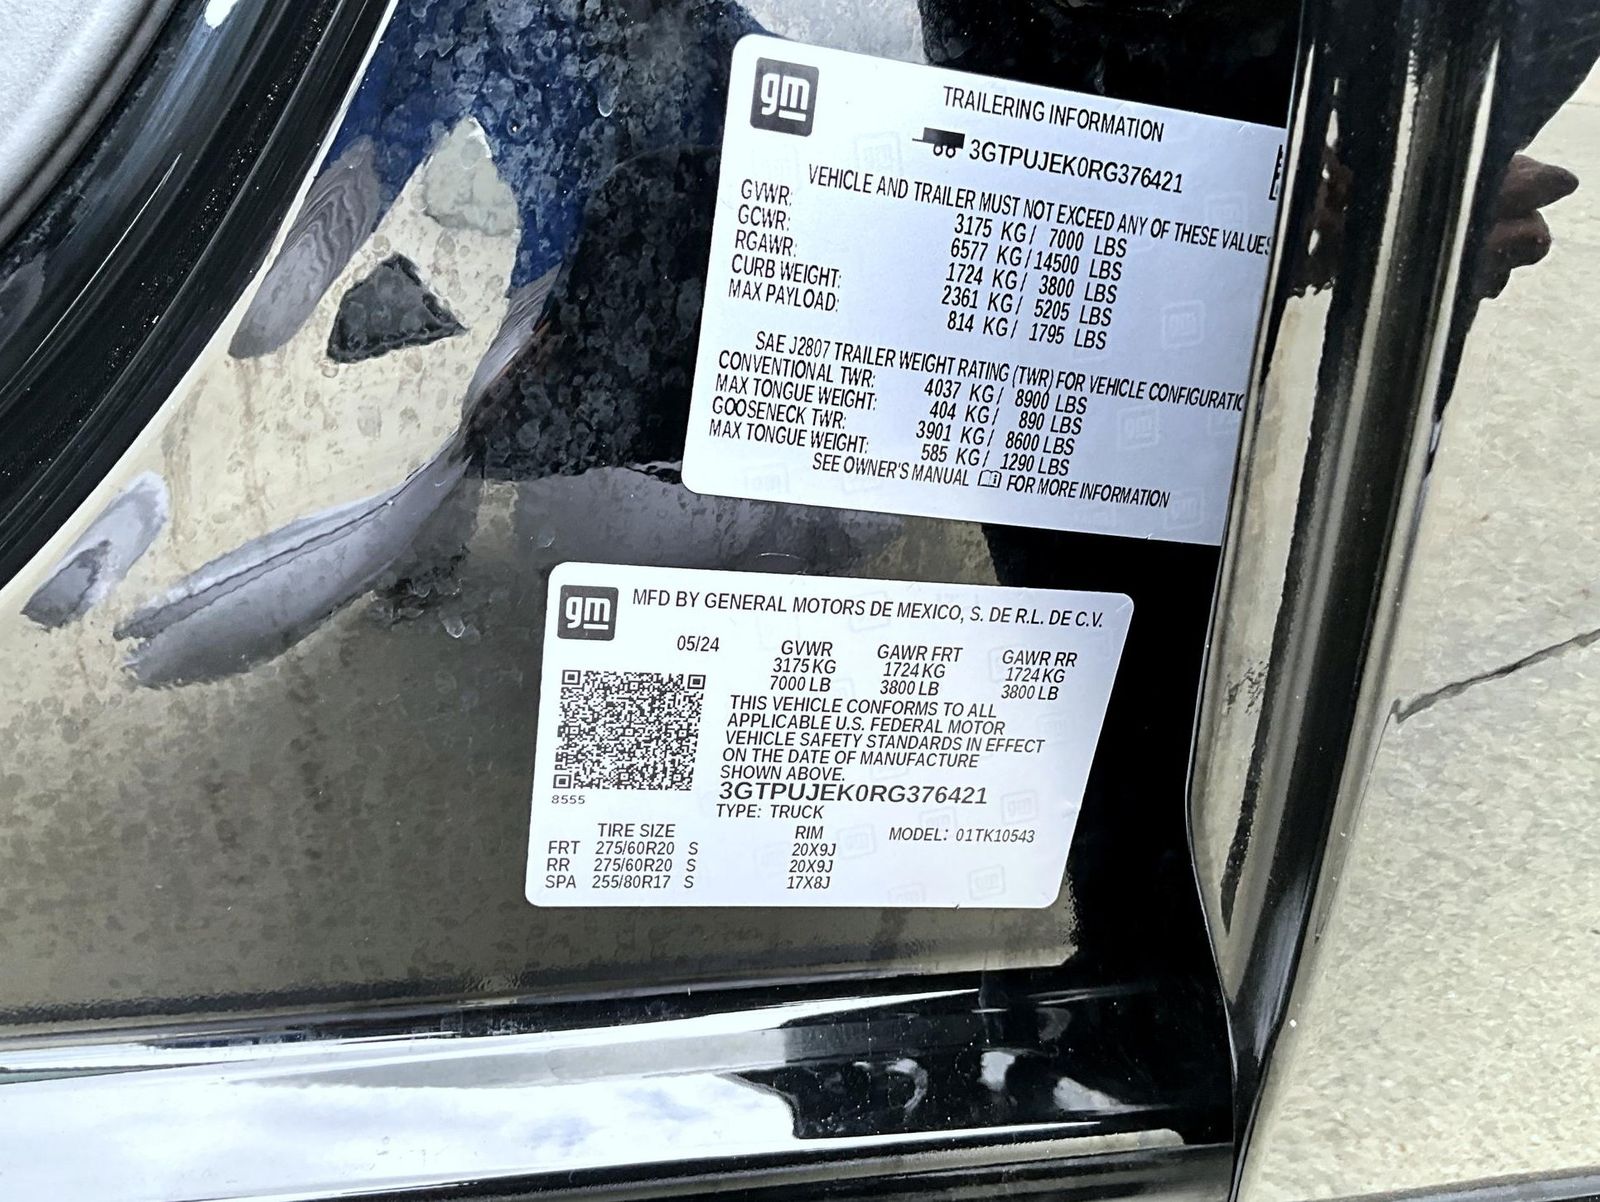 gm
TRAILERING INFORMATION
3GTPUJEK0RG376421
VEHICLE AND TRAILER MUST NOT EXCEED ANY OF THESE VALUES
GVWR: 3175 KG/ 7000 LBS
GCWR: 6577 KG/14500 LBS
RGAWR: 1724 KG/ 3800 LBS
CURB WEIGHT: 2361 KG/ 5205 LBS
MAX PAYLOAD: 814 KG/ 1795 LBS
SAE J2807 TRAILER WEIGHT RATING (TWR) FOR VEHICLE CONFIGURATIO
CONVENTIONAL TWR: 4037 KG/ 8900 LBS
MAX TONGUE WEIGHT: 404 KG/ 890 LBS
GOOSENECK TWR: 3901 KG/ 8600 LBS
MAX TONGUE WEIGHT: 585 KG/ 1290 LBS
SEE OWNER'S MANUAL FOR MORE INFORMATION
gm
MFD BY GENERAL MOTORS DE MEXICO, S. DE R.L. DE C.V.
05/24 GVWR GAWR FRT GAWR RR
3175 KG 1724 KG 1724 KG
7000 LB 3800 LB 3800 LB
THIS VEHICLE CONFORMS TO ALL
APPLICABLE U.S. FEDERAL MOTOR
VEHICLE SAFETY STANDARDS IN EFFECT
ON THE DATE OF MANUFACTURE
SHOWN ABOVE.
8555
3GTPUJEK0RG376421
TYPE: TRUCK
TIRE SIZE RIM MODEL: 01TK10543
FRT 275/60R20 S 20X9J
RR 275/60R20 S 20X9J
SPA 255/80R17 S 17X8J